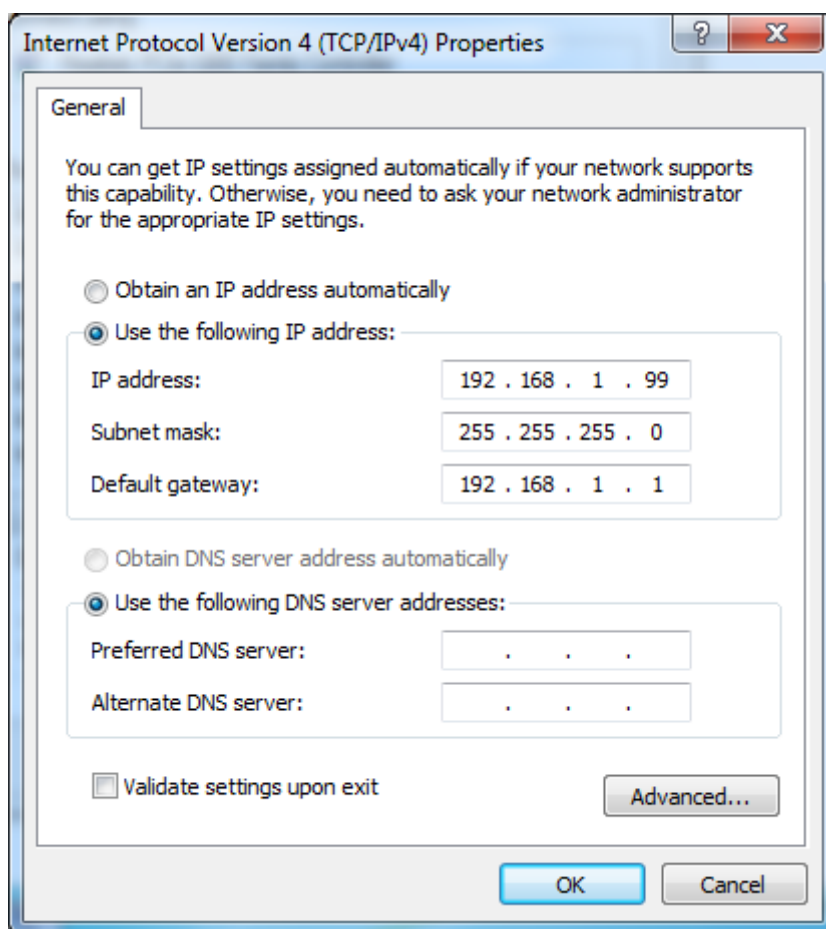 Internet Protocol Version 4 (TCP/IPv4) Properties
General
You can get IP settings assigned automatically if your network supports
this capability. Otherwise, you need to ask your network administrator
for the appropriate IP settings.
Obtain an IP address automatically
Use the following IP address:
IP address: 192 . 168 . 1 . 99
Subnet mask: 255 . 255 . 255 . 0
Default gateway: 192 . 168 . 1 . 1
Obtain DNS server address automatically
Use the following DNS server addresses:
Preferred DNS server: . . .
Alternate DNS server: . . .
Validate settings upon exit
Advanced...
OK Cancel